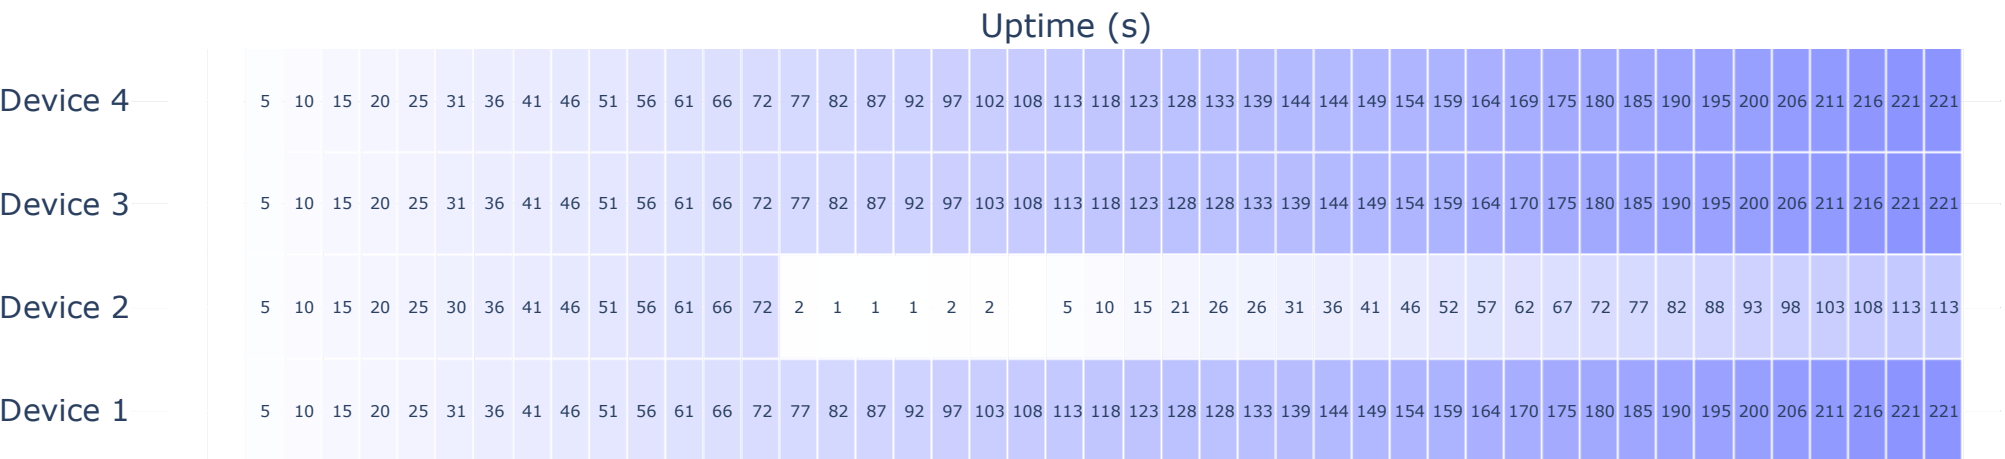 Uptime (s)
Device 4 5 10 15 20 25 31 36 41 46 51 56 61 66 72 77 82 87 92 97 102 108 113 118 123 128 133 139 144 144 149 154 159 164 169 175 180 185 190 195 200 206 211 216 221 221
Device 3 5 10 15 20 25 31 36 41 46 51 56 61 66 72 77 82 87 92 97 103 108 113 118 123 128 128 133 139 144 149 154 159 164 170 175 180 185 190 195 200 206 211 216 221 221
Device 2 5 10 15 20 25 30 36 41 46 51 56 61 66 72 2 1 1 1 2 2 5 10 15 21 26 26 31 36 41 46 52 57 62 67 72 77 82 88 93 98 103 108 113 113
Device 1 5 10 15 20 25 31 36 41 46 51 56 61 66 72 77 82 87 92 97 103 108 113 118 123 128 128 133 139 144 149 154 159 164 170 175 180 185 190 195 200 206 211 216 221 221